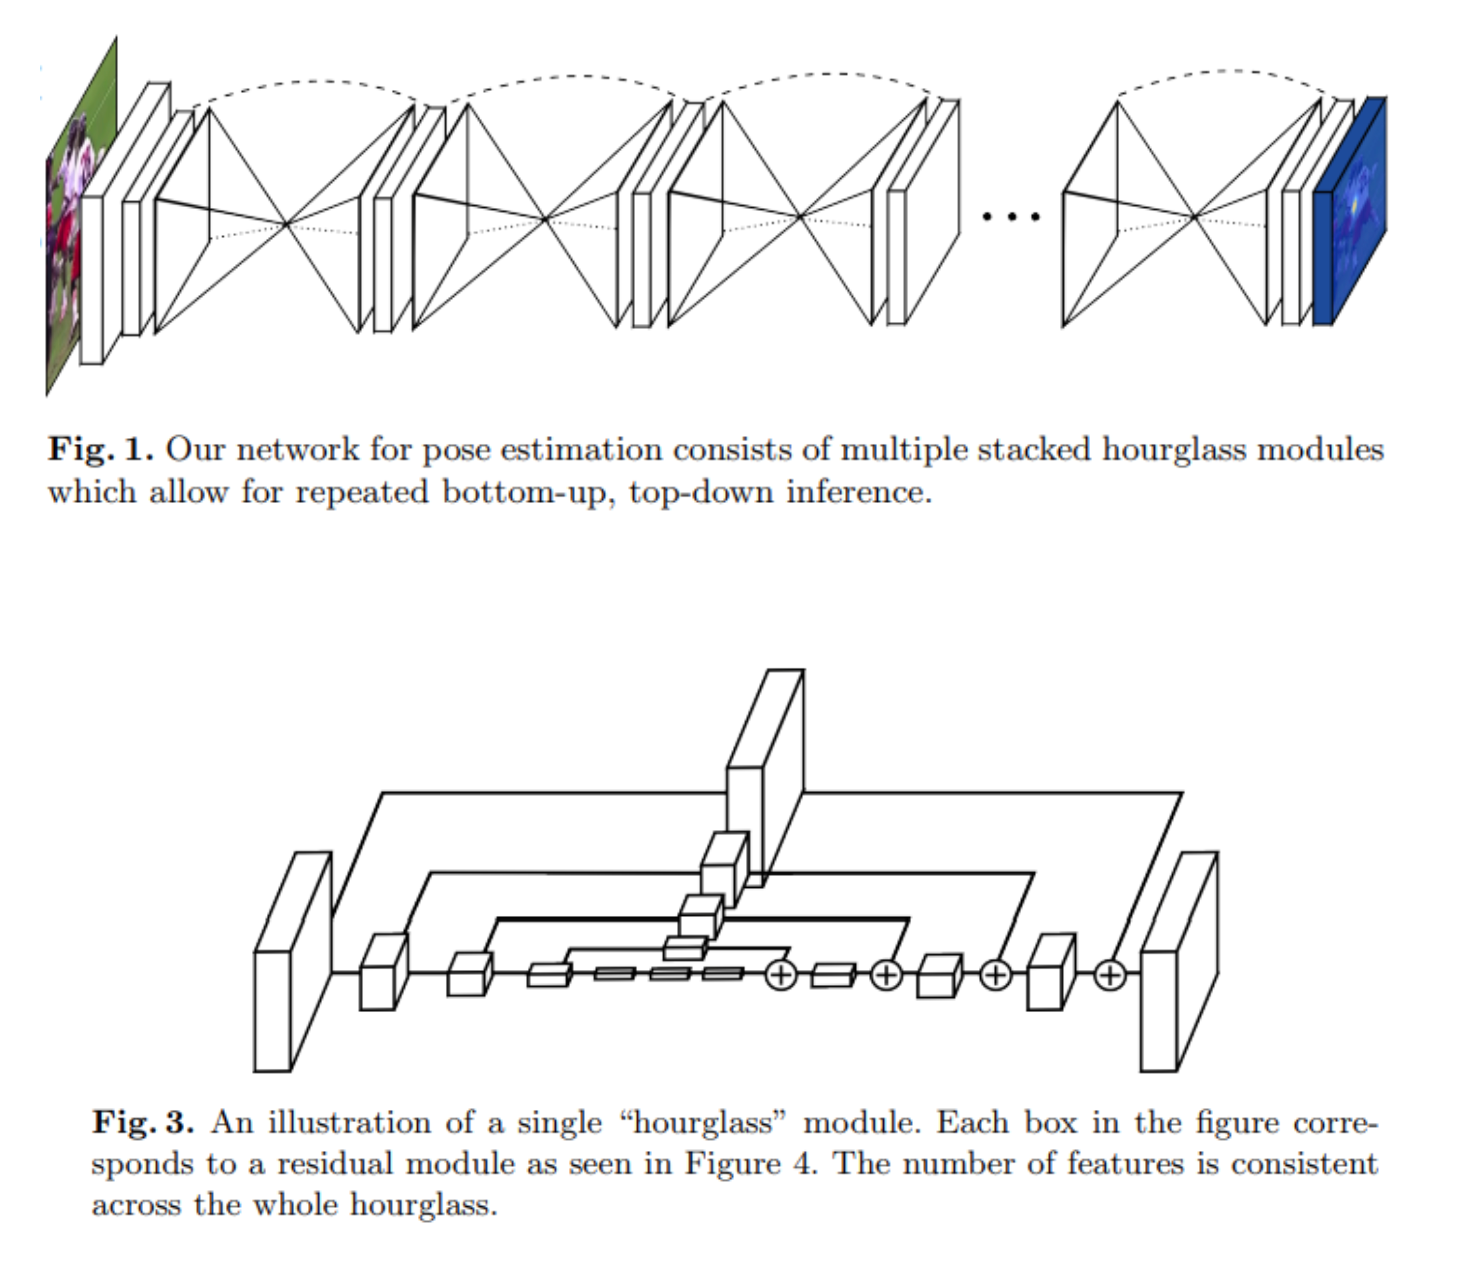 Fig. 1. Our network for pose estimation consists of multiple stacked hourglass modules
which allow for repeated bottom-up, top-down inference.
Fig. 3. An illustration of a single “hourglass” module. Each box in the figure corre-
sponds to a residual module as seen in Figure 4. The number of features is consistent
across the whole hourglass.